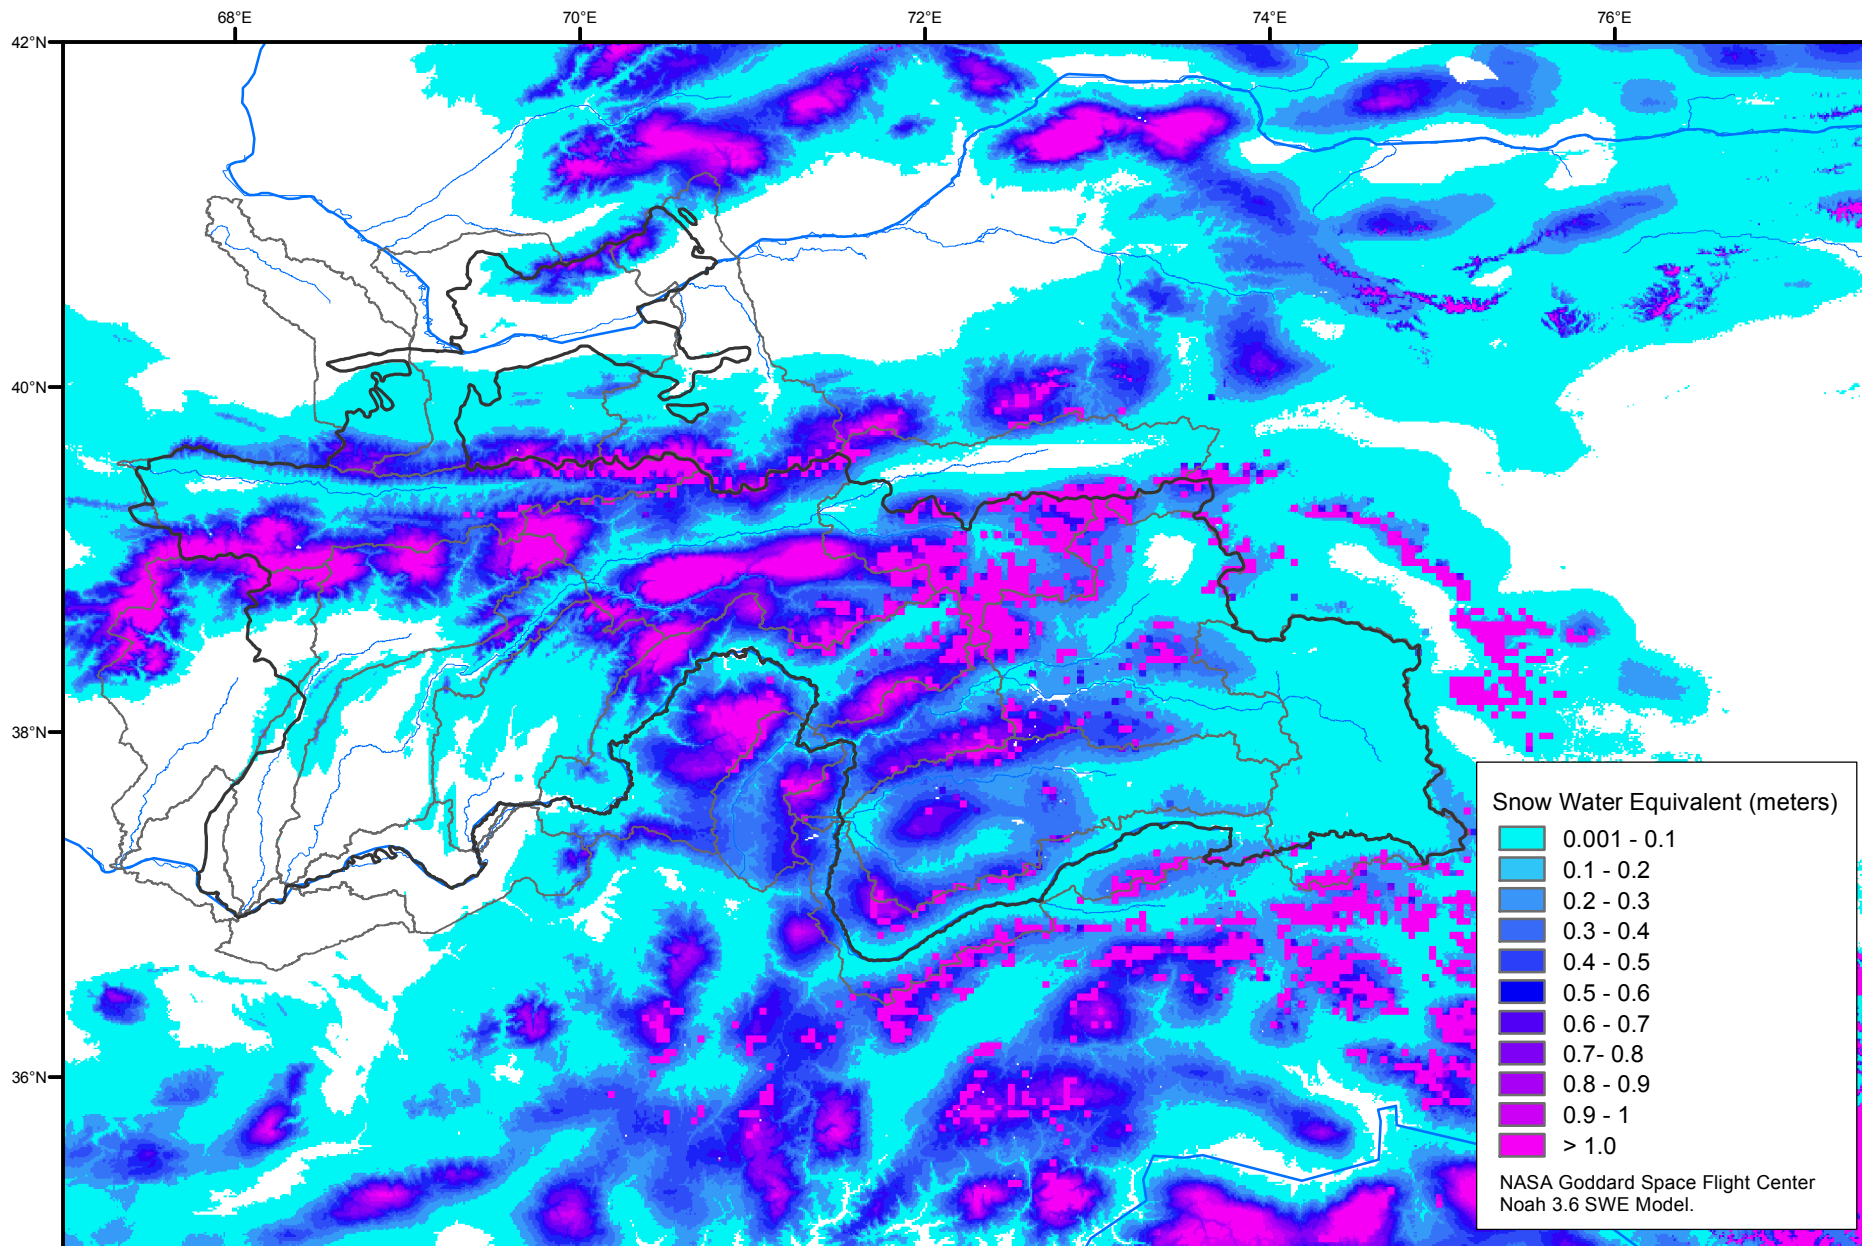 68°E
70°E
72°E
74°E
76°E
42°N
40°N
38°N
36°N
Snow Water Equivalent (meters)
0.001 - 0.1
0.1 - 0.2
0.2 - 0.3
0.3 - 0.4
0.4 - 0.5
0.5 - 0.6
0.6 - 0.7
0.7- 0.8
0.8 - 0.9
0.9 - 1
> 1.0
NASA Goddard Space Flight Center
Noah 3.6 SWE Model.